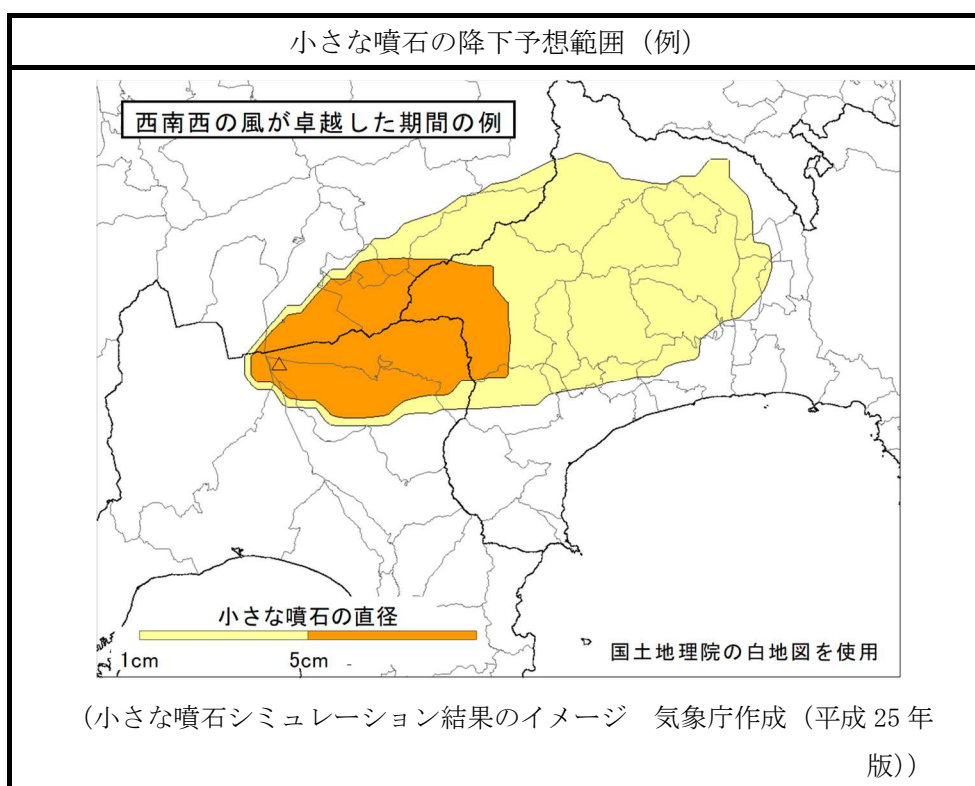 小さな噴石の降下予想範囲（例）
西南西の風が卓越した期間の例
小さな噴石の直径
1cm 5cm
国土地理院の白地図を使用
（小さな噴石シミュレーション結果のイメージ　気象庁作成（平成 25 年
版））